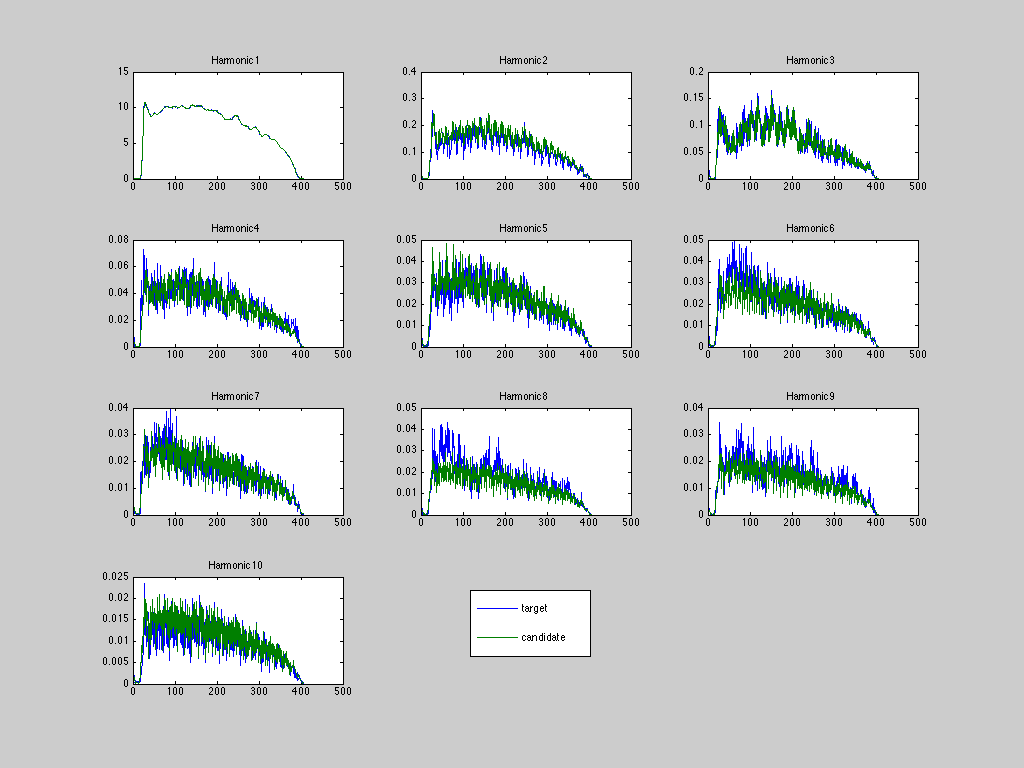 Harmonic1 Harmonic2 Harmonic3
15 0.4 0.2
0.3 0.15
10
0.2 0.1
5
0.1 0.05
0 0 0
0 100 200 300 400 500 0 100 200 300 400 500 0 100 200 300 400 500
Harmonic4 Harmonic5 Harmonic6
0.08 0.05 0.05
0.04 0.04
0.06
0.03 0.03
0.04
0.02 0.02
0.02
0.01 0.01
0 0 0
0 100 200 300 400 500 0 100 200 300 400 500 0 100 200 300 400 500
Harmonic7 Harmonic8 Harmonic9
0.04 0.05 0.04
0.04
0.03 0.03
0.03
0.02 0.02
0.02
0.01 0.01
0.01
0 0 0
0 100 200 300 400 500 0 100 200 300 400 500 0 100 200 300 400 500
Harmonic10
0.025
0.02
0.015
0.01
0.005
0
0 100 200 300 400 500
target
candidate